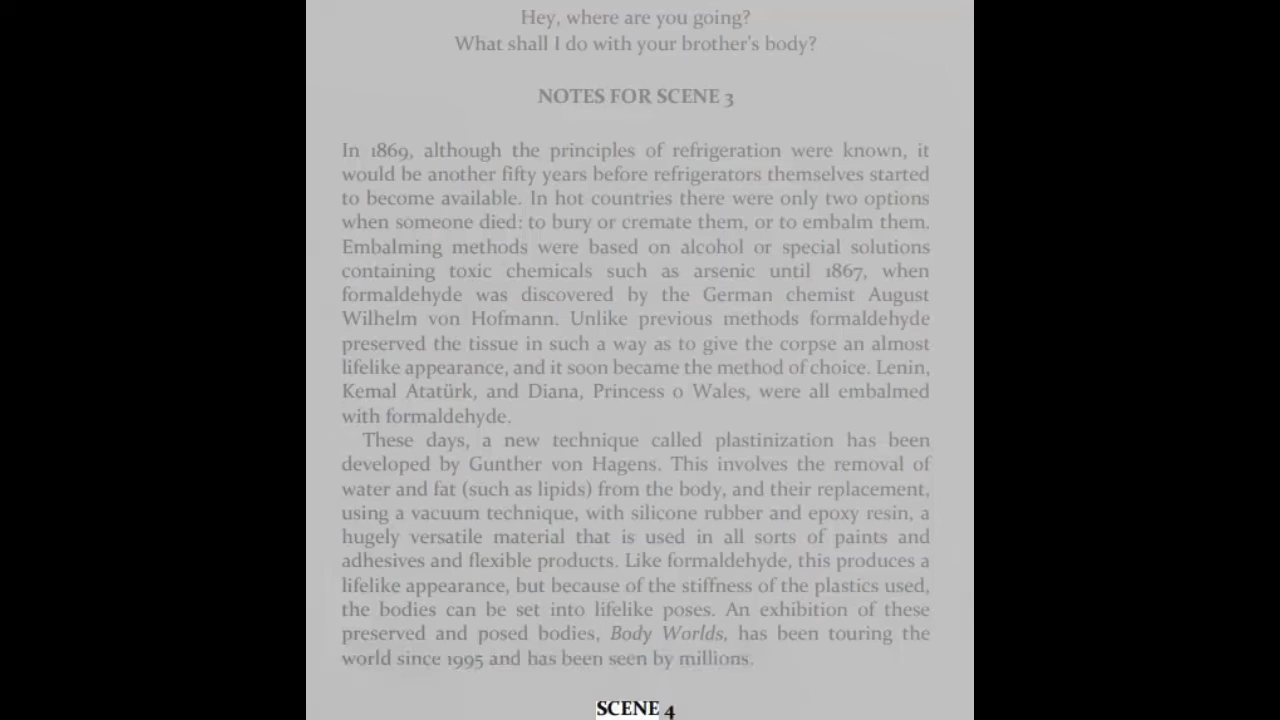 Hey, where are you going?
What shall I do with your brother's body?
NOTES FOR SCENE 3
In 1869, although the principles of refrigeration were known, it
would be another fifty years before refrigerators themselves started
to become available. In hot countries there were only two options
when someone died: to bury or cremate them, or to embalm them.
Embalming methods were based on alcohol or special solutions
containing toxic chemicals such as arsenic until 1867, when
formaldehyde was discovered by the German chemist August
Wilhelm von Hofmann. Unlike previous methods formaldehyde
preserved the tissue in such a way as to give the corpse an almost
lifelike appearance, and it soon became the method of choice. Lenin,
Kemal Atatürk, and Diana, Princess o Wales, were all embalmed
with formaldehyde.
These days, a new technique called plastinization has been
developed by Gunther von Hagens. This involves the removal of
water and fat (such as lipids) from the body, and their replacement,
using a vacuum technique, with silicone rubber and epoxy resin, a
hugely versatile material that is used in all sorts of paints and
adhesives and flexible products. Like formaldehyde, this produces a
lifelike appearance, but because of the stiffness of the plastics used,
the bodies can be set into lifelike poses. An exhibition of these
preserved and posed bodies, Body Worlds, has been touring the
world since 1995 and has been seen by millions.
SCENE 4